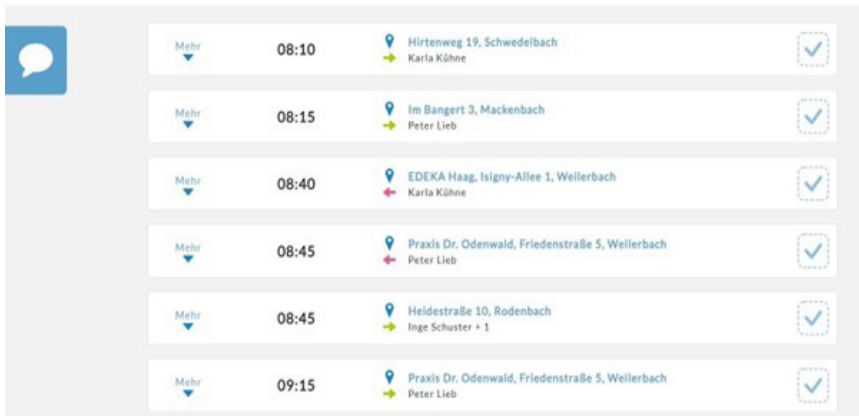 Mehr
08:10
Hirtenweg 19, Schwedelbach
Karla Kühne
Mehr
08:15
Im Bangert 3, Mackenbach
Peter Lieb
Mehr
08:40
EDEKA Haag, Isigny-Allee 1, Weilerbach
Karla Kühne
Mehr
08:45
Praxis Dr. Odenwald, Friedenstraße 5, Weilerbach
Peter Lieb
Mehr
08:45
Heidestraße 10, Rodenbach
Inge Schuster + 1
Mehr
09:15
Praxis Dr. Odenwald, Friedenstraße 5, Weilerbach
Peter Lieb